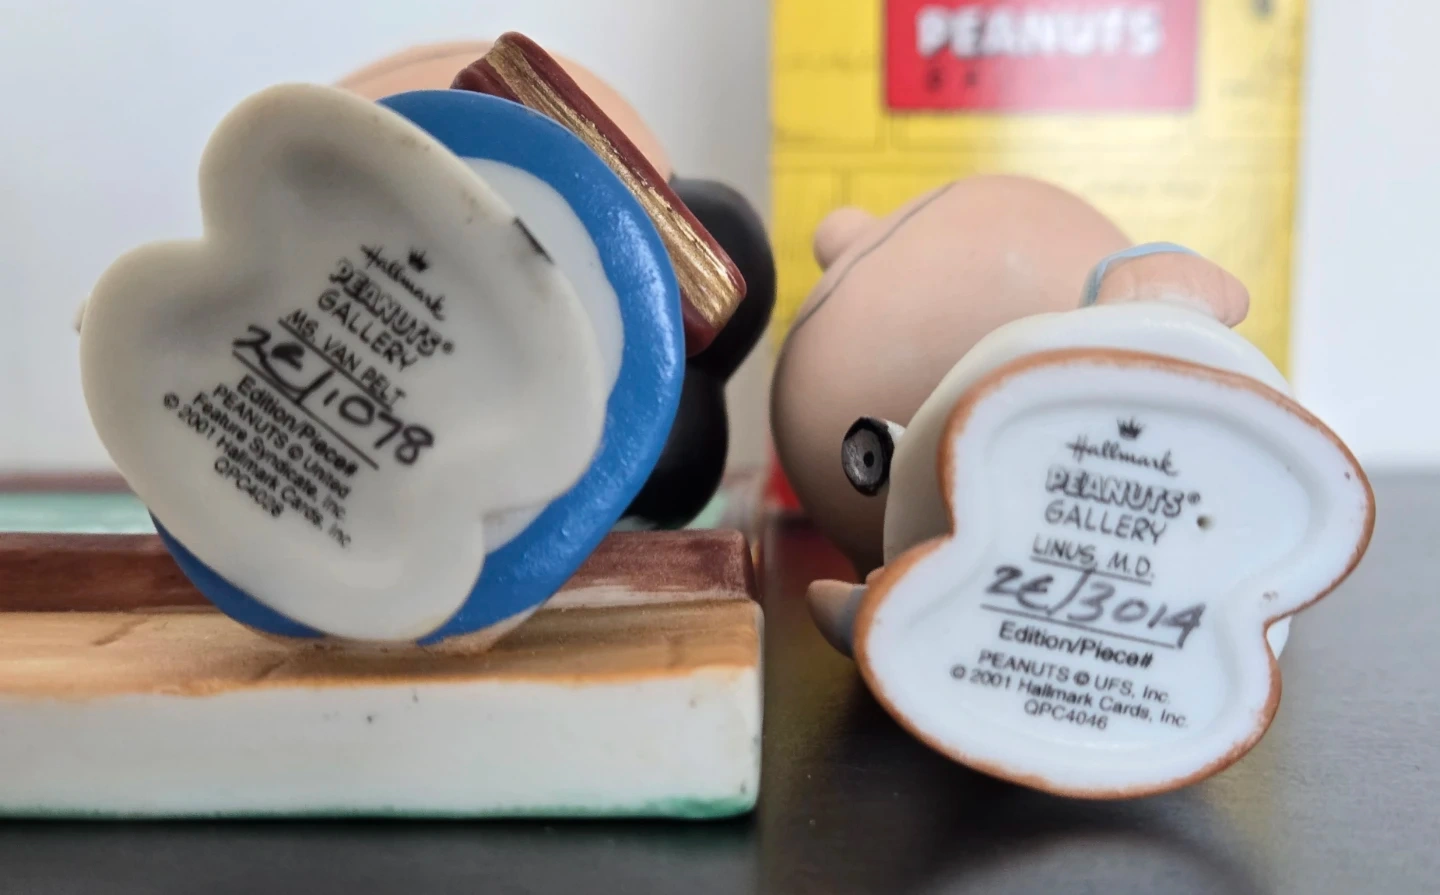 PEANUTS
Hallmark
PEANUTS®
GALLERY
MS. VAN PELT
2E/1078
Edition/Piece#
PEANUTS © United
Feature Syndicate, Inc.
© 2001 Hallmark Cards, Inc.
QPC4028
Hallmark
PEANUTS®
GALLERY
LINUS, M.D.
2E/3014
Edition/Piece#
PEANUTS © UFS, Inc.
© 2001 Hallmark Cards, Inc.
QPC4046